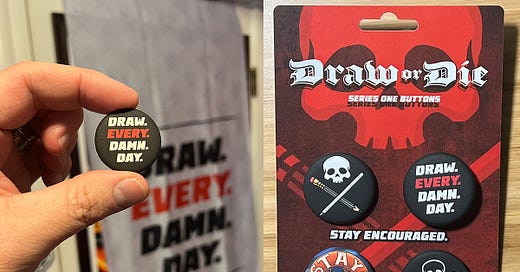 DRAW.
EVERY.
DAMN.
DAY.
DRAW.
EVERY.
DAMN.
DAY.
Draw or Die
SERIES ONE BUTTONS
DRAW.
EVERY.
DAMN.
DAY.
STAY ENCOURAGED.
STAY